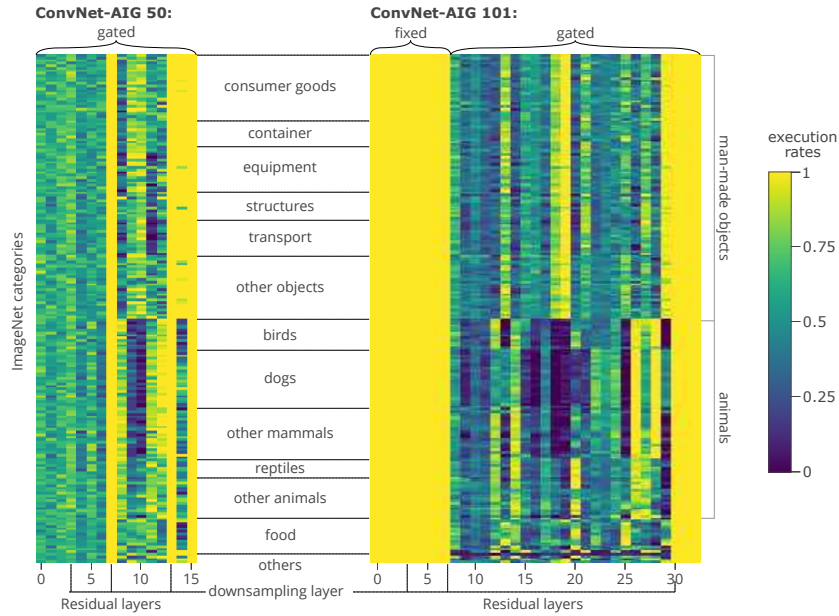 ConvNet-AIG 50:
ConvNet-AIG 101:
gated
fixed
gated
ImageNet categories
consumer goods
container
equipment
structures
transport
other objects
birds
dogs
other mammals
reptiles
other animals
food
others
man-made objects
animals
execution
rates
1
0.75
0.5
0.25
0
0 5 10 15
0 5 10 15 20 25 30
downsampling layer
Residual layers
Residual layers